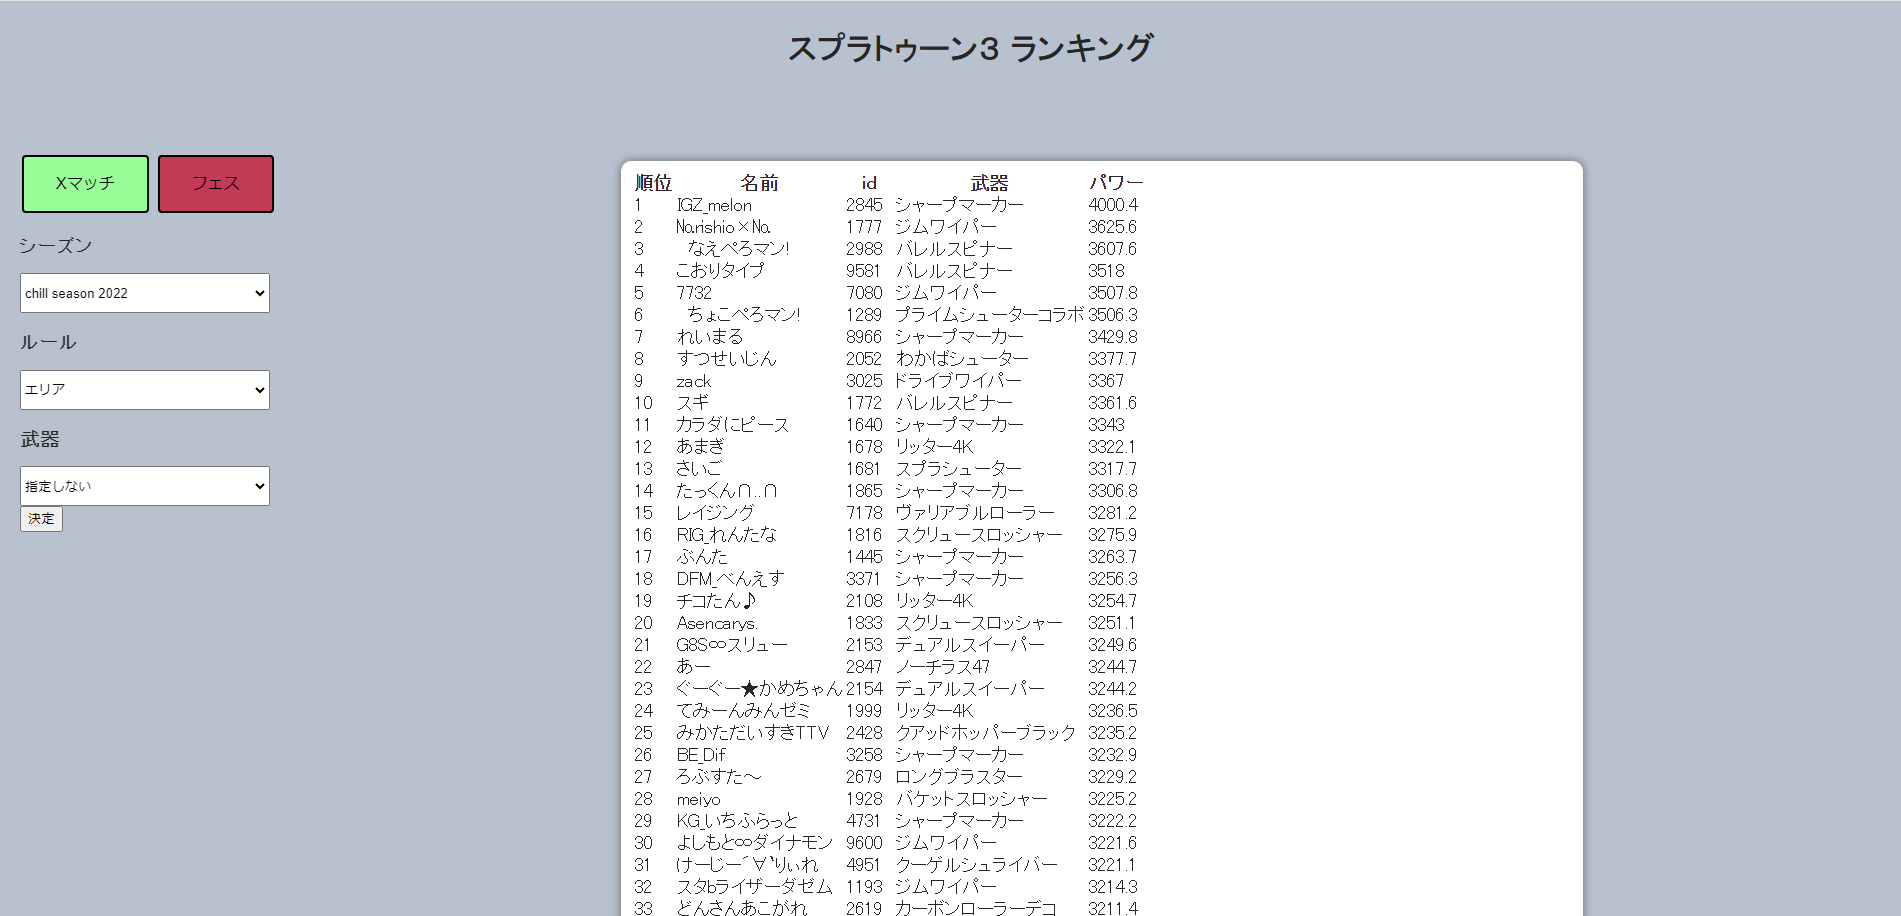 スプラトゥーン3 ランキング
Xマッチ フェス
シーズン
chill season 2022
ルール
エリア
武器
指定しない
決定
順位 名前 id 武器 パワー
1 IGZ_melon 2845 シャープマーカー 4000.4
2 Na.rishio×Na. 1777 ジムワイパー 3625.6
3 なえぺろマン! 2988 バレルスピナー 3607.6
4 こおりタイプ 9581 バレルスピナー 3518
5 7732 7080 ジムワイパー 3507.8
6 ちょこぺろマン! 1289 プライムシューターコラボ 3506.3
7 れいまる 8966 シャープマーカー 3429.8
8 すつせいじん 2052 わかばシューター 3377.7
9 zack 3025 ドライブワイパー 3367
10 スギ 1772 バレルスピナー 3361.6
11 カラダにピース 1640 シャープマーカー 3343
12 あまぎ 1678 リッター4K 3322.1
13 さいご 1681 スプラシューター 3317.7
14 たっくん∩..∩ 1865 シャープマーカー 3306.8
15 レイジング 7178 ヴァリアブルローラー 3281.2
16 RIG_れんたな 1816 スクリュースロッシャー 3275.9
17 ぶんた 1445 シャープマーカー 3263.7
18 DFM_べんえす 3371 シャープマーカー 3256.3
19 チコたん♪ 2108 リッター4K 3254.7
20 Asencarys. 1833 スクリュースロッシャー 3251.1
21 G8S∞スリュー 2153 デュアルスイーパー 3249.6
22 あー 2847 ノーチラス47 3244.7
23 ぐーぐー★かめちゃん 2154 デュアルスイーパー 3244.2
24 てみーんみんゼミ 1999 リッター4K 3236.5
25 みかただいすきTTV 2428 クアッドホッパーブラック 3235.2
26 BE_Dif 3258 シャープマーカー 3232.9
27 ろぶすた～ 2679 ロングブラスター 3229.2
28 meiyo 1928 バケットスロッシャー 3225.2
29 KG_いちふらっと 4731 シャープマーカー 3222.2
30 よしもと∞ダイナモン 9600 ジムワイパー 3221.6
31 けーじー´∀`りぃれ 4951 クーゲルシュライバー 3221.1
32 スタbライザーダゼム 1193 ジムワイパー 3214.3
33 どんさんあこがれ 2619 カーボンローラーデコ 3211.4